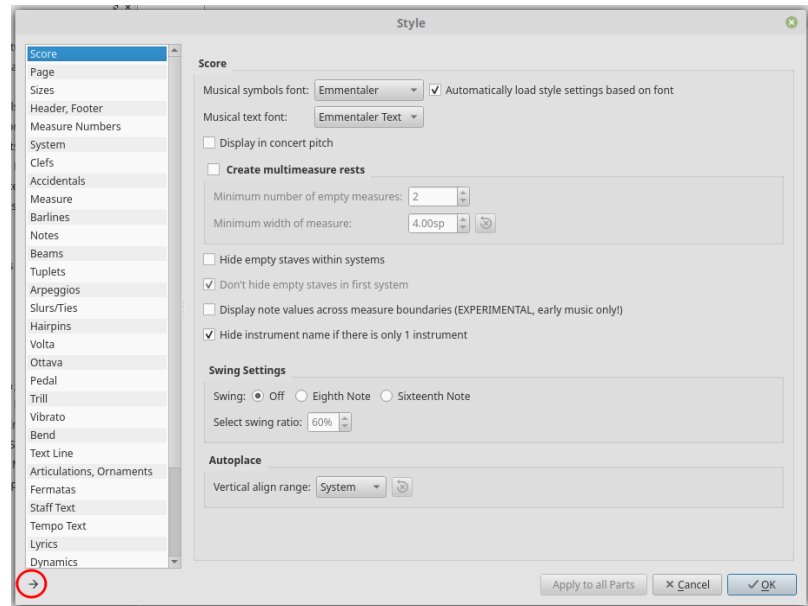 Style
Score
Page
Sizes
Header, Footer
Measure Numbers
System
Clefs
Accidentals
Measure
Barlines
Notes
Beams
Tuplets
Arpeggios
Slurs/Ties
Hairpins
Volta
Ottava
Pedal
Trill
Vibrato
Bend
Text Line
Articulations, Ornaments
Fermatas
Staff Text
Tempo Text
Lyrics
Dynamics
Score
Musical symbols font: Emmentaler Automatically load style settings based on font
Musical text font: Emmentaler Text
Display in concert pitch
Create multimeasure rests
Minimum number of empty measures: 2
Minimum width of measure: 4.00sp
Hide empty staves within systems
Don't hide empty staves in first system
Display note values across measure boundaries (EXPERIMENTAL, early music only!)
Hide instrument name if there is only 1 instrument
Swing Settings
Swing: Off Eighth Note Sixteenth Note
Select swing ratio: 60%
Autoplace
Vertical align range: System
Apply to all Parts Cancel OK